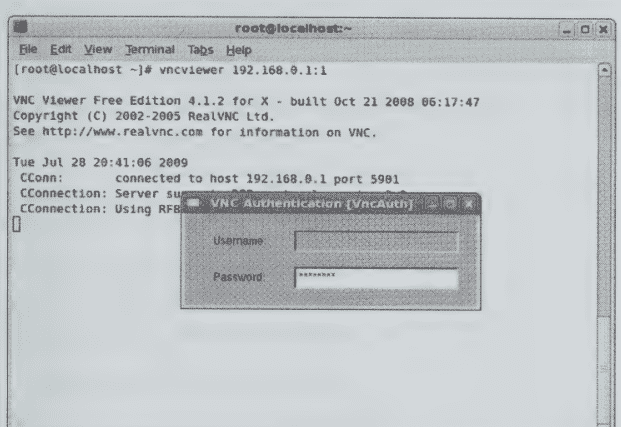 root@localhost:~
File Edit View Terminal Tabs Help
[root@localhost ~]# vncviewer 192.168.0.1:1
VNC Viewer Free Edition 4.1.2 for X - built Oct 21 2008 06:17:47
Copyright (C) 2002-2005 RealVNC Ltd.
See http://www.realvnc.com for information on VNC.
Tue Jul 28 20:41:06 2009
CConn: connected to host 192.168.0.1 port 5901
CConnection: Server
CConnection: Using RFB
VNC Authentication [VncAuth]
Username:
Password: ********